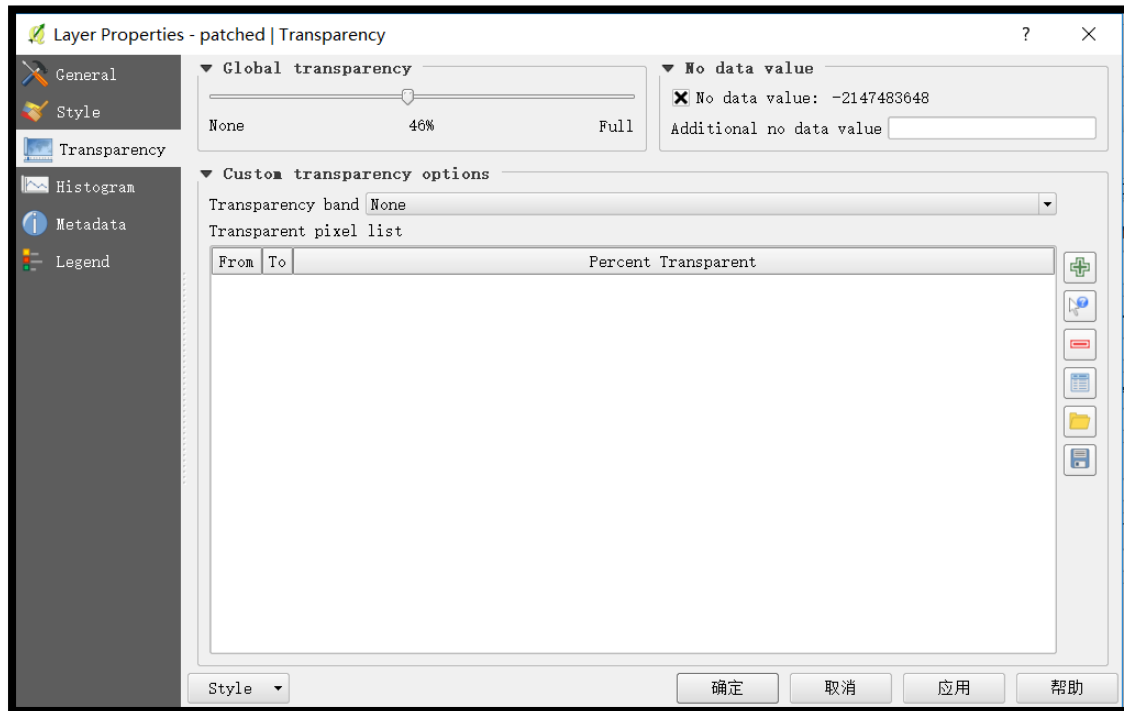 Layer Properties - patched | Transparency
General
Style
Transparency
Histogram
Metadata
Legend
Global transparency
None 46% Full
No data value
No data value: -2147483648
Additional no data value
Custom transparency options
Transparency band None
Transparent pixel list
From To Percent Transparent
Style 确定 取消 应用 帮助